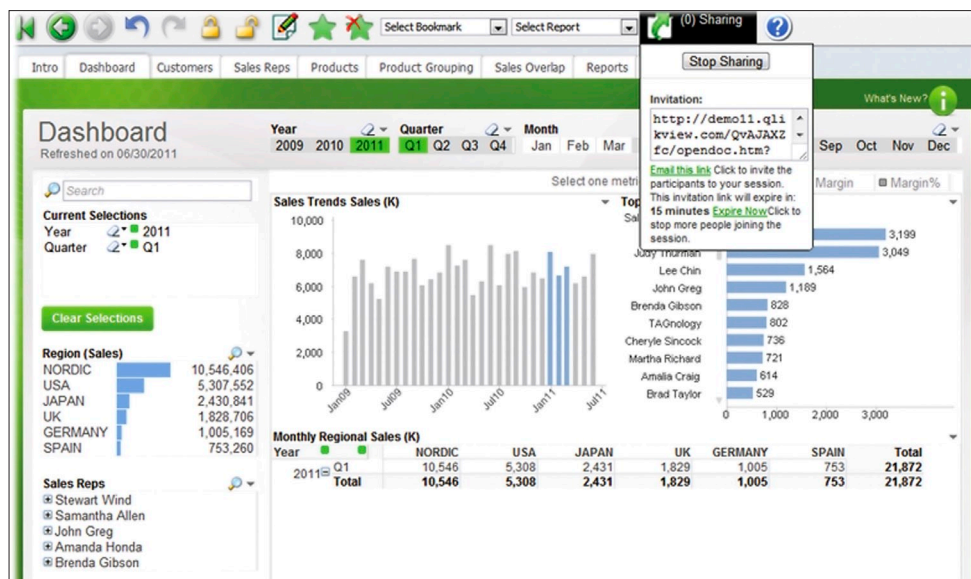 Select Bookmark
Select Report
(0) Sharing
Stop Sharing
Invitation:
http://demo11.qli
kview.com/QvAJAXZ
fc/opendoc.htm?
Email this link Click to invite the
participants to your session.
This invitation link will expire in:
15 minutes Expire Now Click to
stop more people joining the
session.
Intro Dashboard Customers Sales Reps Products Product Grouping Sales Overlap Reports
What's New?
Dashboard
Refreshed on 06/30/2011
Year Quarter Month
2009 2010 2011 Q1 Q2 Q3 Q4 Jan Feb Mar Sep Oct Nov Dec
Search
Current Selections
Year 2011
Quarter Q1
Clear Selections
Region (Sales)
NORDIC 10,546,406
USA 5,307,552
JAPAN 2,430,841
UK 1,828,706
GERMANY 1,005,169
SPAIN 753,260
Sales Reps
Stewart Wind
Samantha Allen
John Greg
Amanda Honda
Brenda Gibson
Select one metri Margin Margin%
Sales Trends Sales (K)
10,000
8,000
6,000
4,000
2,000
0
Jan09 Jul09 Jan10 Jul10 Jan11 Jul11
Top
Sal
3,199
Judy Thurman 3,049
Lee Chin 1,564
John Greg 1,189
Brenda Gibson 828
TAGnology 802
Cheryle Sincock 736
Martha Richard 721
Amalia Craig 614
Brad Taylor 529
0 1,000 2,000 3,000
Monthly Regional Sales (K)
Year NORDIC USA JAPAN UK GERMANY SPAIN Total
2011 Q1 10,546 5,308 2,431 1,829 1,005 753 21,872
Total 10,546 5,308 2,431 1,829 1,005 753 21,872